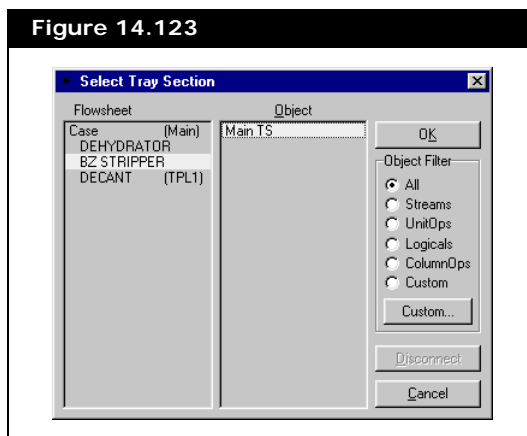 Figure 14.123
Select Tray Section
Flowsheet
Object
Case (Main)
DEHYDRATOR
BZ STRIPPER
DECANT (TPL1)
Main TS
OK
Object Filter
All
Streams
UnitOps
Logicals
ColumnOps
Custom
Custom...
Disconnect
Cancel